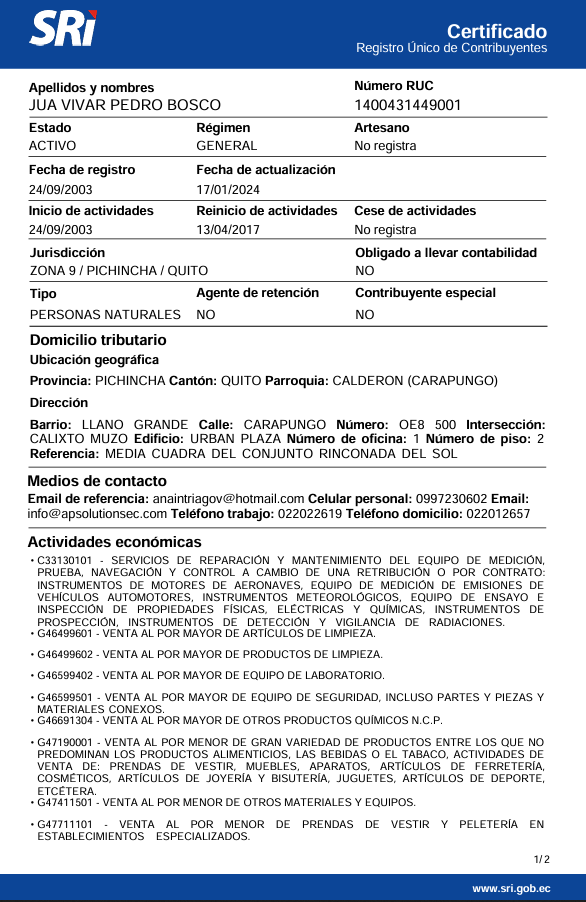 SRi
Certificado
Registro Único de Contribuyentes
Apellidos y nombres
JUA VIVAR PEDRO BOSCO
Número RUC
1400431449001
Estado Régimen Artesano
ACTIVO GENERAL No registra
Fecha de registro Fecha de actualización
24/09/2003 17/01/2024
Inicio de actividades Reinicio de actividades Cese de actividades
24/09/2003 13/04/2017 No registra
Jurisdicción Obligado a llevar contabilidad
ZONA 9 / PICHINCHA / QUITO NO
Tipo Agente de retención Contribuyente especial
PERSONAS NATURALES NO NO
Domicilio tributario
Ubicación geográfica
Provincia: PICHINCHA Cantón: QUITO Parroquia: CALDERON (CARAPUNGO)
Dirección
Barrio: LLANO GRANDE Calle: CARAPUNGO Número: OE8 500 Intersección:
CALIXTO MUZO Edificio: URBAN PLAZA Número de oficina: 1 Número de piso: 2
Referencia: MEDIA CUADRA DEL CONJUNTO RINCONADA DEL SOL
Medios de contacto
Email de referencia: anaintriagov@hotmail.com Celular personal: 0997230602 Email:
info@apsolutionsec.com Teléfono trabajo: 022022619 Teléfono domicilio: 022012657
Actividades económicas
• C33130101 - SERVICIOS DE REPARACIÓN Y MANTENIMIENTO DEL EQUIPO DE MEDICIÓN,
PRUEBA, NAVEGACIÓN Y CONTROL A CAMBIO DE UNA RETRIBUCIÓN O POR CONTRATO:
INSTRUMENTOS DE MOTORES DE AERONAVES, EQUIPO DE MEDICIÓN DE EMISIONES DE
VEHÍCULOS AUTOMOTORES, INSTRUMENTOS METEOROLÓGICOS, EQUIPO DE ENSAYO E
INSPECCIÓN DE PROPIEDADES FÍSICAS, ELÉCTRICAS Y QUÍMICAS, INSTRUMENTOS DE
PROSPECCIÓN, INSTRUMENTOS DE DETECCIÓN Y VIGILANCIA DE RADIACIONES.
• G46499601 - VENTA AL POR MAYOR DE ARTÍCULOS DE LIMPIEZA.
• G46499602 - VENTA AL POR MAYOR DE PRODUCTOS DE LIMPIEZA.
• G46599402 - VENTA AL POR MAYOR DE EQUIPO DE LABORATORIO.
• G46599501 - VENTA AL POR MAYOR DE EQUIPO DE SEGURIDAD, INCLUSO PARTES Y PIEZAS Y
MATERIALES CONEXOS.
• G46691304 - VENTA AL POR MAYOR DE OTROS PRODUCTOS QUÍMICOS N.C.P.
• G47190001 - VENTA AL POR MENOR DE GRAN VARIEDAD DE PRODUCTOS ENTRE LOS QUE NO
PREDOMINAN LOS PRODUCTOS ALIMENTICIOS, LAS BEBIDAS O EL TABACO, ACTIVIDADES DE
VENTA DE: PRENDAS DE VESTIR, MUEBLES, APARATOS, ARTÍCULOS DE FERRETERÍA,
COSMÉTICOS, ARTÍCULOS DE JOYERÍA Y BISUTERÍA, JUGUETES, ARTÍCULOS DE DEPORTE,
ETCÉTERA.
• G47411501 - VENTA AL POR MENOR DE OTROS MATERIALES Y EQUIPOS.
• G47711101 - VENTA AL POR MENOR DE PRENDAS DE VESTIR Y PELETERÍA EN
ESTABLECIMIENTOS ESPECIALIZADOS.
1/2
www.sri.gob.ec